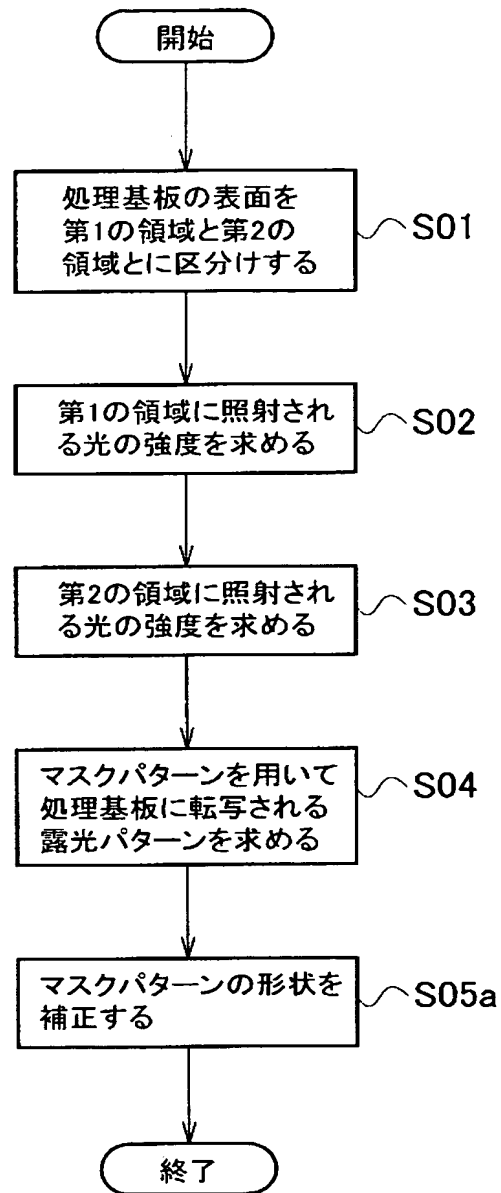 開始
処理基板の表面を
第1の領域と第2の
領域とに区分けする
S01
第1の領域に照射され
る光の強度を求める
S02
第2の領域に照射され
る光の強度を求める
S03
マスクパターンを用いて
処理基板に転写される
露光パターンを求める
S04
マスクパターンの形状を
補正する
S05a
終了